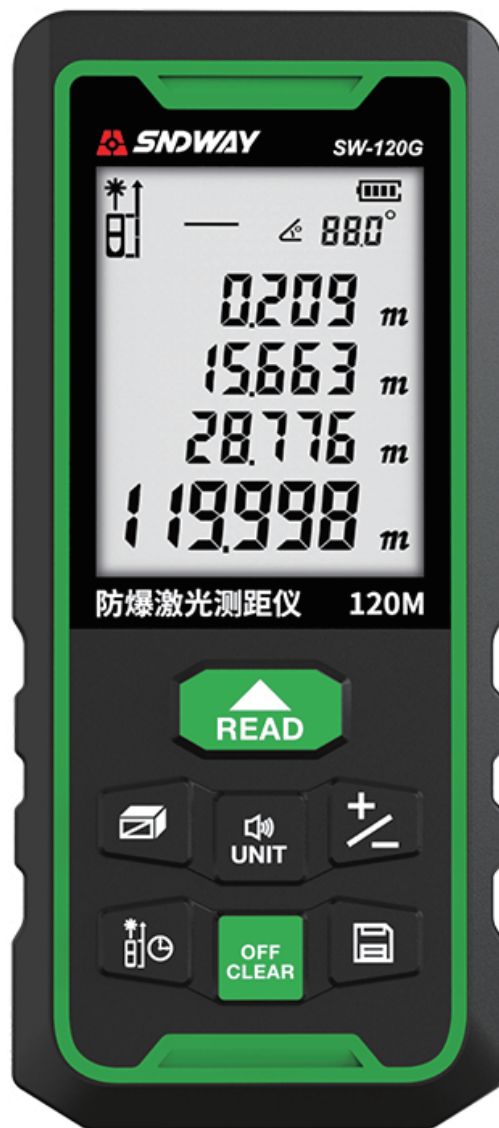 SNDWAY
SW-120G
88.0°
0.209 m
15.663 m
28.776 m
119.998 m
防爆激光测距仪 120M
READ
UNIT
OFF
CLEAR